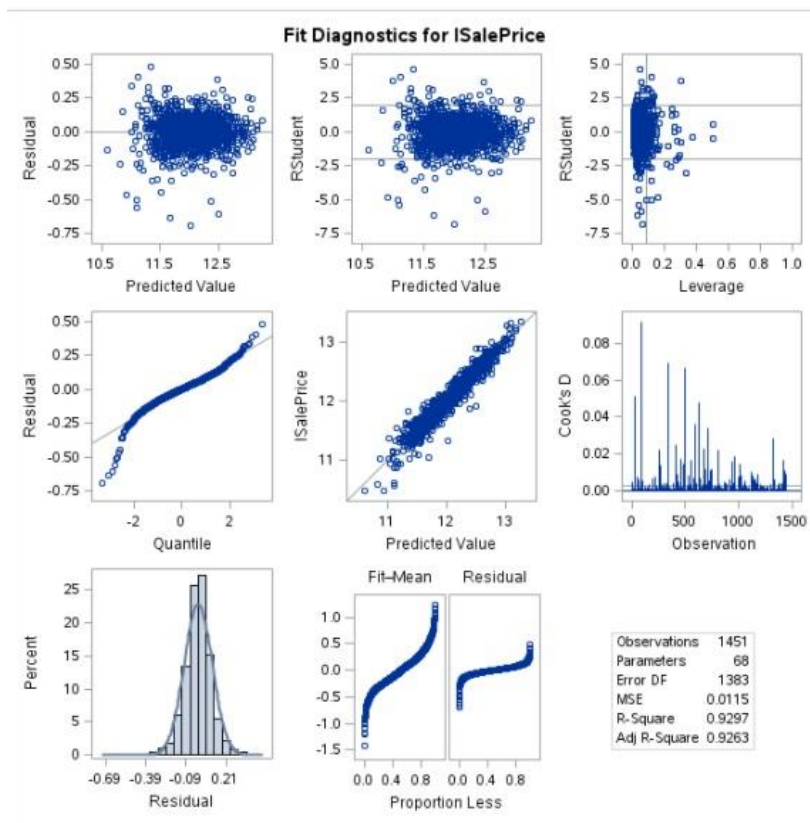 Fit Diagnostics for lSalePrice
0.50
0.25
0.00
-0.25
-0.50
-0.75
Residual
10.5 11.5 12.5
Predicted Value
5.0
2.5
0.0
-2.5
-5.0
-7.5
RStudent
10.5 11.5 12.5
Predicted Value
5.0
2.5
0.0
-2.5
-5.0
-7.5
RStudent
0.0 0.2 0.4 0.6 0.8 1.0
Leverage
0.50
0.25
0.00
-0.25
-0.50
-0.75
Residual
-2 0 2
Quantile
13
12
11
lSalePrice
11 12 13
Predicted Value
0.08
0.06
0.04
0.02
0.00
Cook's D
0 500 1000 1500
Observation
25
20
15
10
5
0
Percent
-0.69 -0.39 -0.09 0.21
Residual
Fit–Mean Residual
1.0
0.5
0.0
-0.5
-1.0
-1.5
0.0 0.4 0.8 0.0 0.4 0.8
Proportion Less
Observations 1451
Parameters 68
Error DF 1383
MSE 0.0115
R-Square 0.9297
Adj R-Square 0.9263